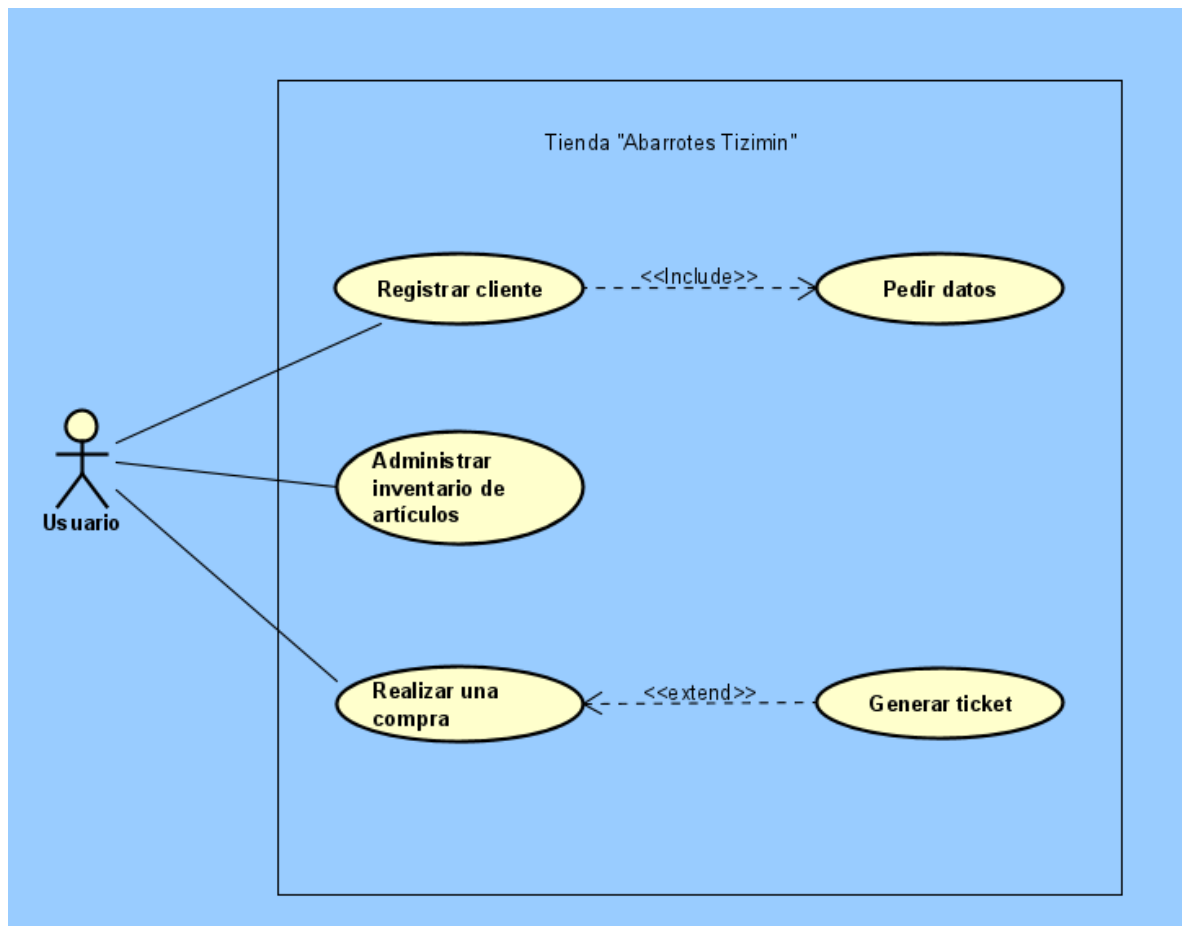 Tienda "Abarrotes Tizimin"
Registrar cliente
<<Include>>
Pedir datos
Administrar
inventario de
artículos
Usuario
Realizar una
compra
<<extend>>
Generar ticket